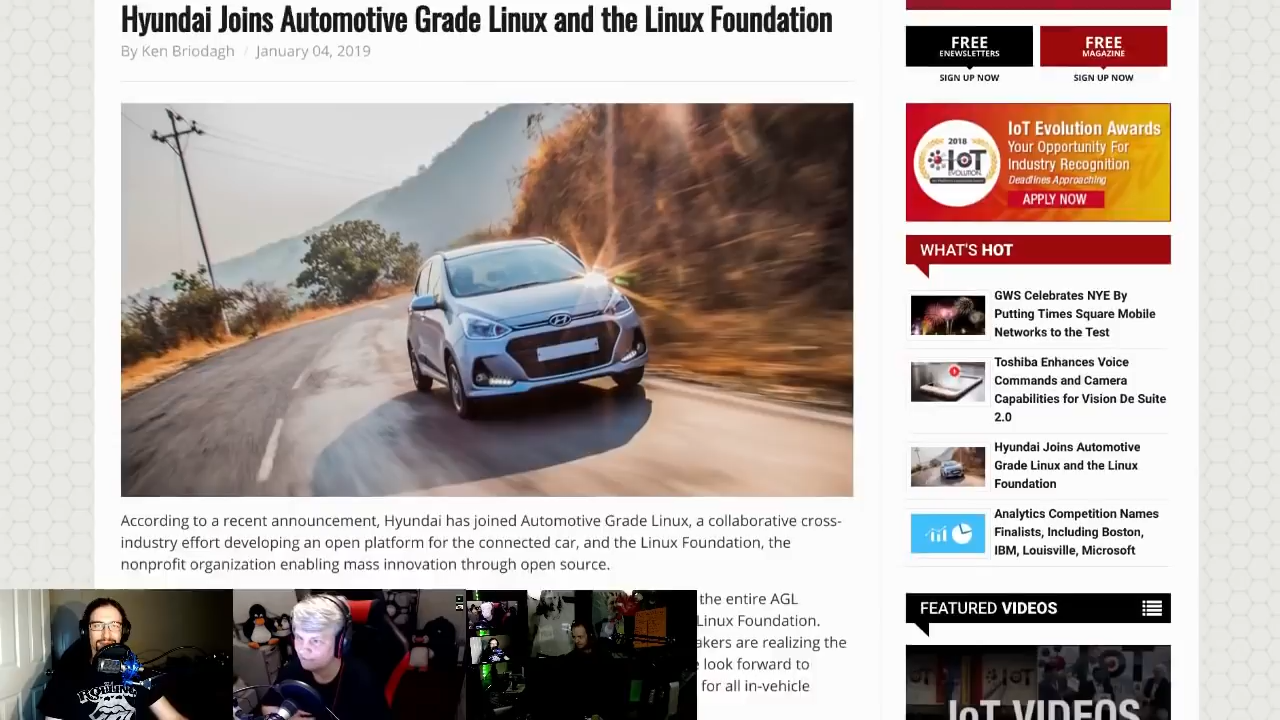 Hyundai Joins Automotive Grade Linux and the Linux Foundation
By Ken Briodagh / January 04, 2019
According to a recent announcement, Hyundai has joined Automotive Grade Linux, a collaborative cross-
industry effort developing an open platform for the connected car, and the Linux Foundation, the
nonprofit organization enabling mass innovation through open source.
the entire AGL
Linux Foundation.
akers are realizing the
look forward to
for all in-vehicle
FREE
ENEWSLETTERS
SIGN UP NOW
FREE
MAGAZINE
SIGN UP NOW
2018
IoT
EVOLUTION
IoT Evolution Awards
Your Opportunity For
Industry Recognition
Deadlines Approaching
APPLY NOW
WHAT'S HOT
GWS Celebrates NYE By
Putting Times Square Mobile
Networks to the Test
Toshiba Enhances Voice
Commands and Camera
Capabilities for Vision De Suite
2.0
Hyundai Joins Automotive
Grade Linux and the Linux
Foundation
Analytics Competition Names
Finalists, Including Boston,
IBM, Louisville, Microsoft
FEATURED VIDEOS
IoT VIDEOS